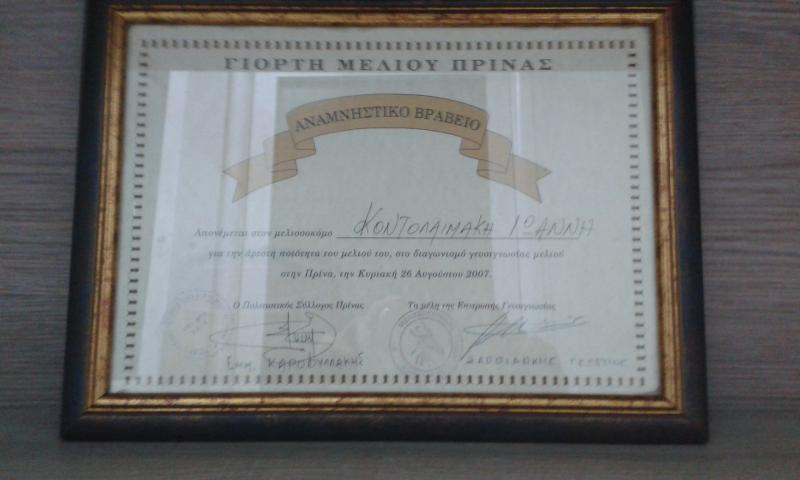 ΓΙΟΡΤΗ ΜΕΛΙΟΥ ΠΡΙΝΑΣ
ΑΝΑΜΝΗΣΤΙΚΟ ΒΡΑΒΕΙΟ
Απονέμεται στον μελισσοκόμο ΚΟΝΤΟΛΑΙΜΑΚΗ ΙΩΑΝΝΗ
για την άριστη ποιότητα του μελιού του, στο διαγωνισμό γευσιγνωσίας μελιού
στην Πρίνα, την Κυριακή 26 Αυγούστου 2007.
Ο Πολιτιστικός Σύλλογος Πρίνας Τα μέλη της Επιτροπής Γευσιγνωσίας
Εμμ.